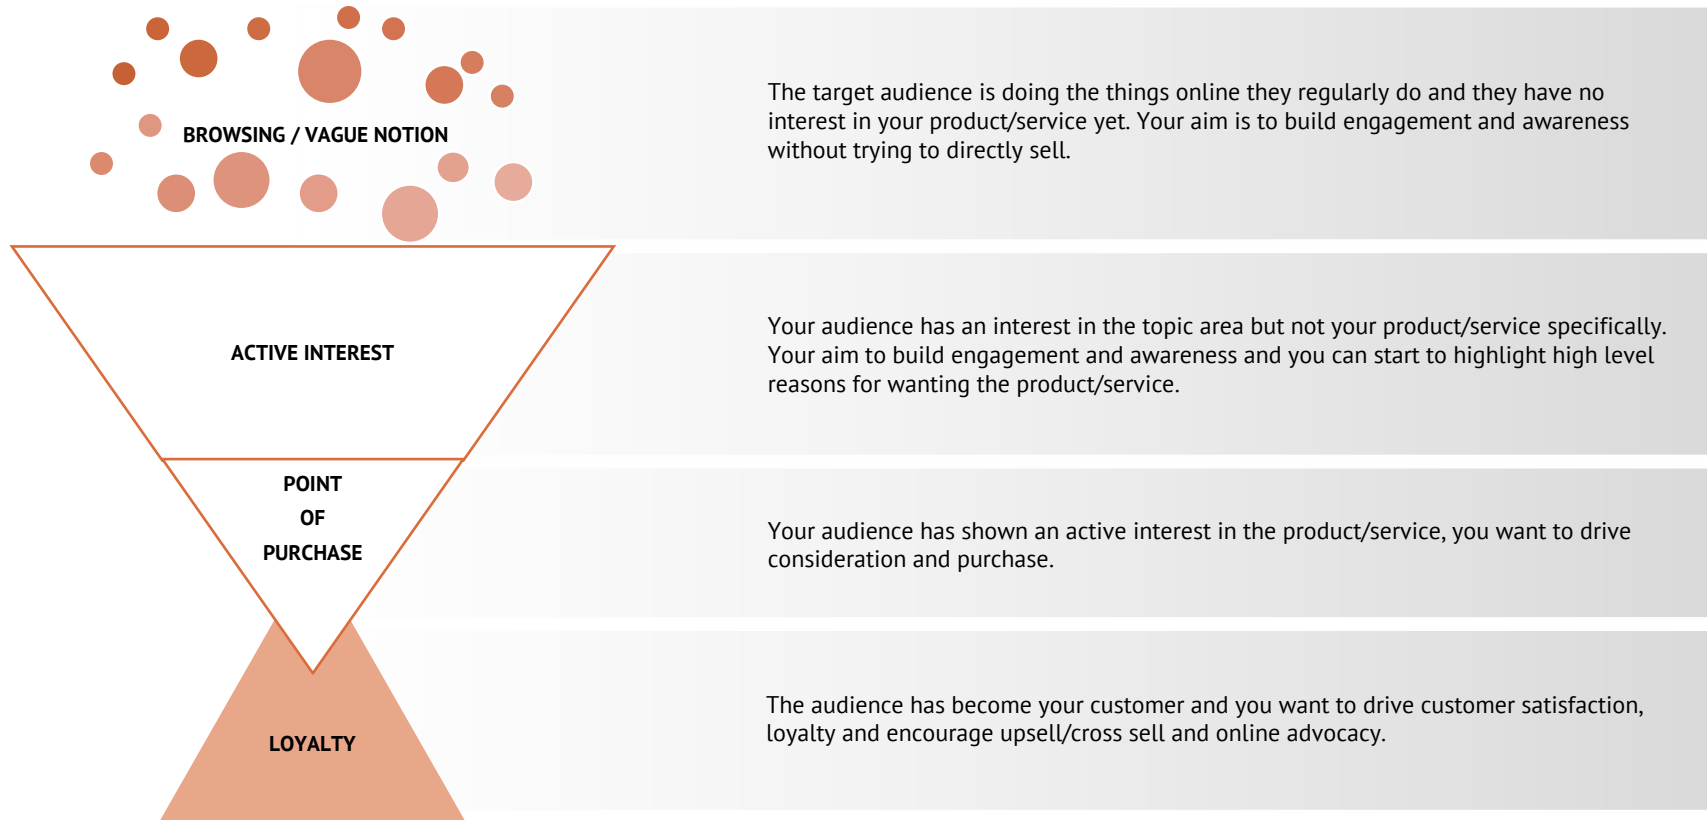 BROWSING / VAGUE NOTION
The target audience is doing the things online they regularly do and they have no
interest in your product/service yet. Your aim is to build engagement and awareness
without trying to directly sell.
ACTIVE INTEREST
Your audience has an interest in the topic area but not your product/service specifically.
Your aim to build engagement and awareness and you can start to highlight high level
reasons for wanting the product/service.
POINT
OF
PURCHASE
Your audience has shown an active interest in the product/service, you want to drive
consideration and purchase.
LOYALTY
The audience has become your customer and you want to drive customer satisfaction,
loyalty and encourage upsell/cross sell and online advocacy.